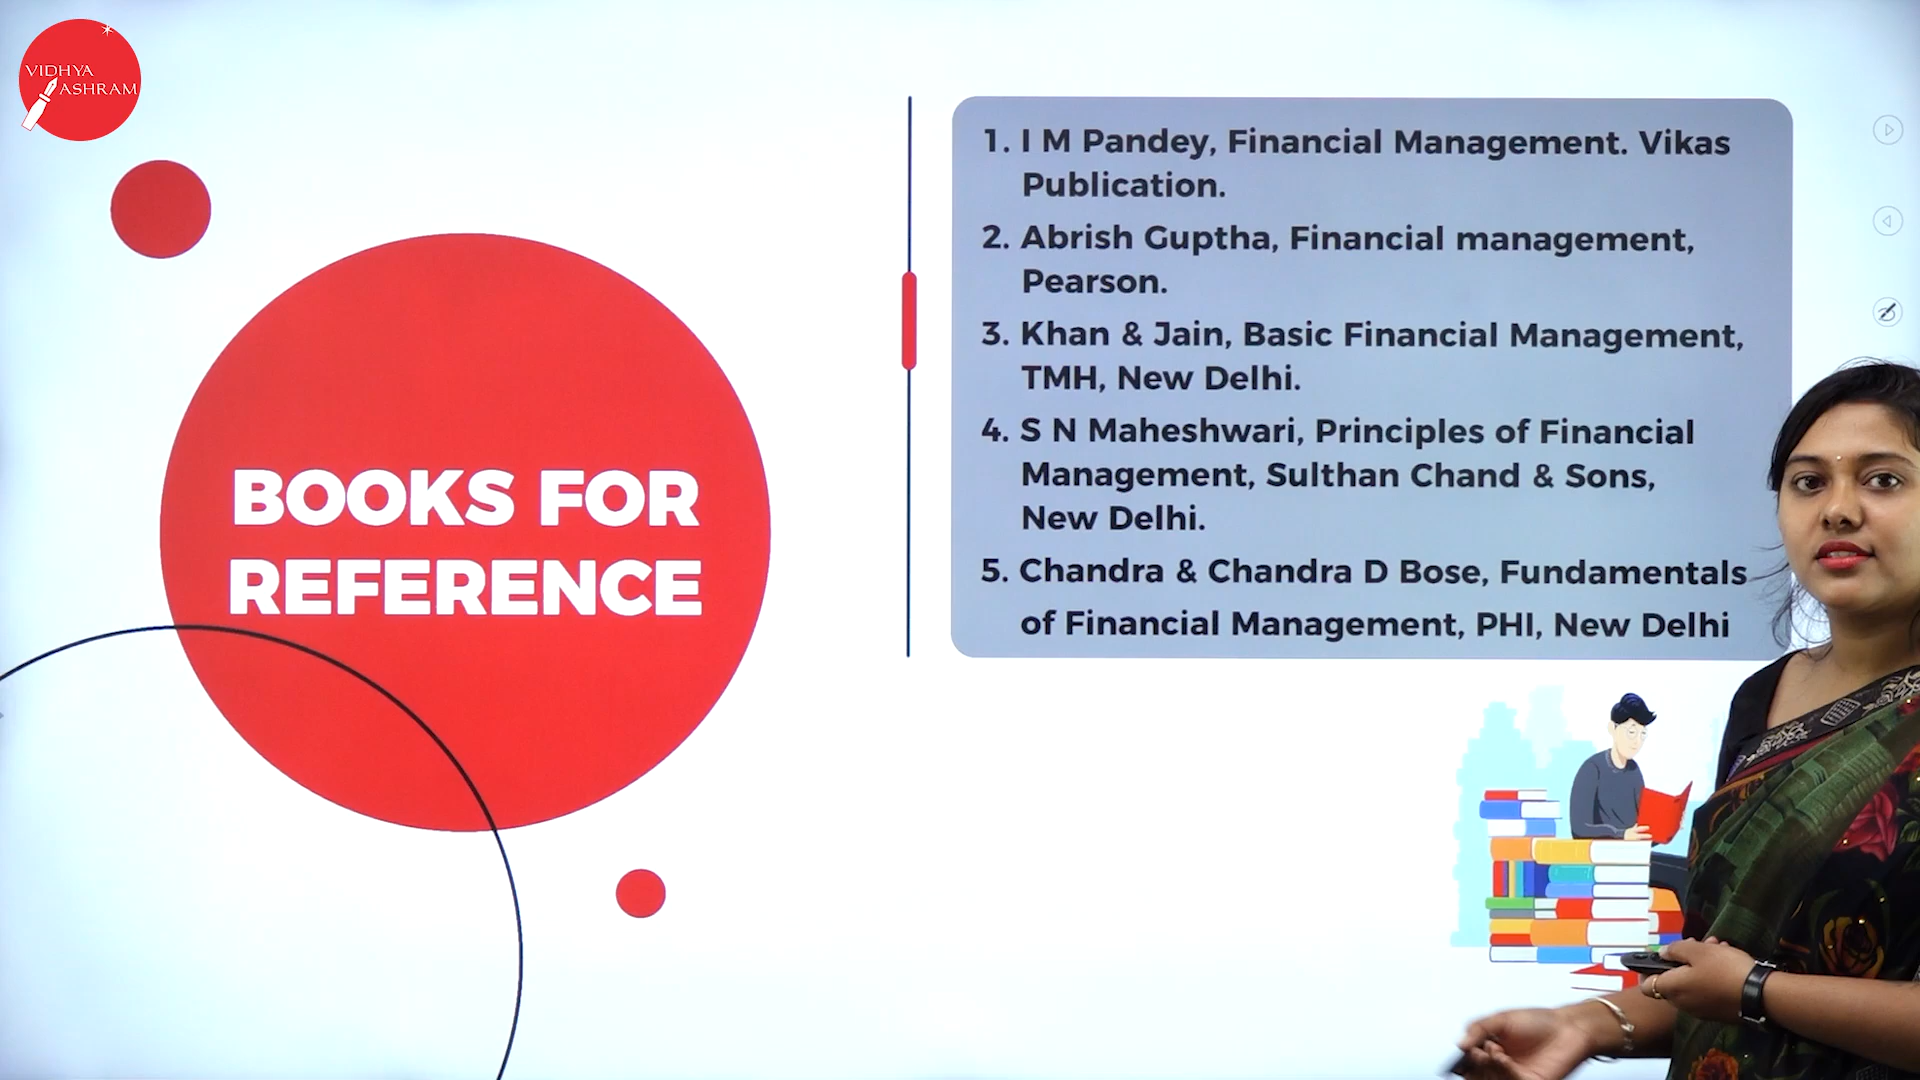 VIDHYA
ASHRAM
BOOKS FOR
REFERENCE
1. I M Pandey, Financial Management. Vikas
Publication.
2. Abrish Guptha, Financial management,
Pearson.
3. Khan & Jain, Basic Financial Management,
TMH, New Delhi.
4. S N Maheshwari, Principles of Financial
Management, Sulthan Chand & Sons,
New Delhi.
5. Chandra & Chandra D Bose, Fundamentals
of Financial Management, PHI, New Delhi